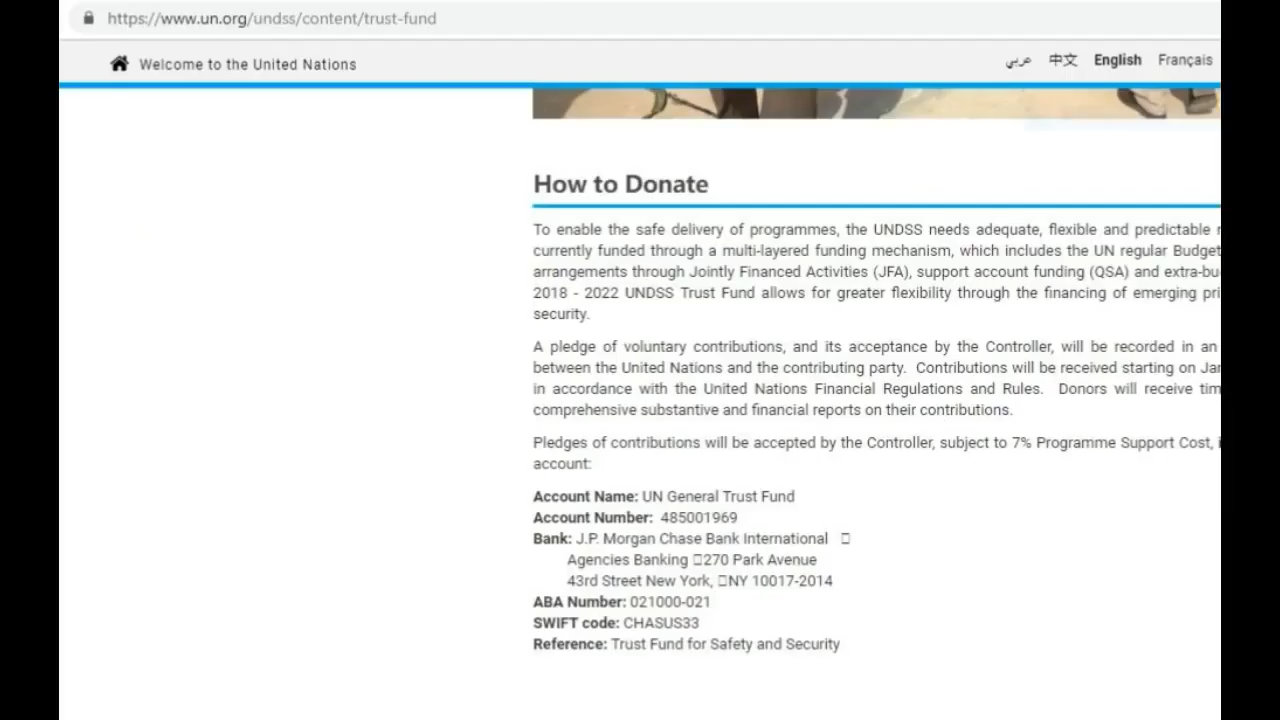 https://www.un.org/undss/content/trust-fund
Welcome to the United Nations
عربي 中文 English Français
How to Donate
To enable the safe delivery of programmes, the UNDSS needs adequate, flexible and predictable
currently funded through a multi-layered funding mechanism, which includes the UN regular Budget
arrangements through Jointly Financed Activities (JFA), support account funding (QSA) and
2018 - 2022 UNDSS Trust Fund allows for greater flexibility through the financing of emerging
security.
A pledge of voluntary contributions, and its acceptance by the Controller, will be recorded in an
between the United Nations and the contributing party. Contributions will be received starting on
in accordance with the United Nations Financial Regulations and Rules. Donors will receive
comprehensive substantive and financial reports on their contributions.
Pledges of contributions will be accepted by the Controller, subject to 7% Programme Support Cost,
account:
Account Name: UN General Trust Fund
Account Number: 485001969
Bank: J.P. Morgan Chase Bank International
Agencies Banking 270 Park Avenue
43rd Street New York, NY 10017-2014
ABA Number: 021000-021
SWIFT code: CHASUS33
Reference: Trust Fund for Safety and Security